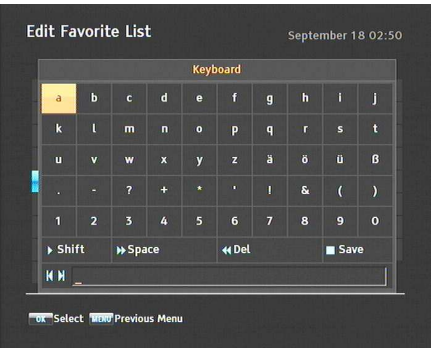 Edit Favorite List
September 18 02:50
Keyboard
a b c d e f g h i j
k l m n o p q r s t
u v w x y z ä ö ü ß
. - ? + * ' ! & ( )
1 2 3 4 5 6 7 8 9 0
Shift Space Del Save
_
OK Select MENU Previous Menu